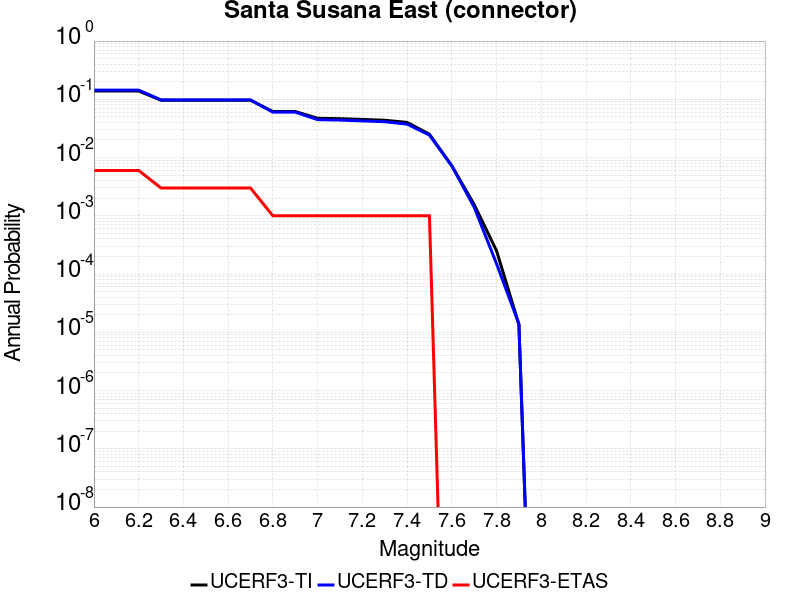 Santa Susana East (connector)
10^0
10^-1
10^-2
10^-3
10^-4
10^-5
10^-6
10^-7
10^-8
Annual Probability
6 6.2 6.4 6.6 6.8 7 7.2 7.4 7.6 7.8 8 8.2 8.4 8.6 8.8 9
Magnitude
UCERF3-TI UCERF3-TD UCERF3-ETAS